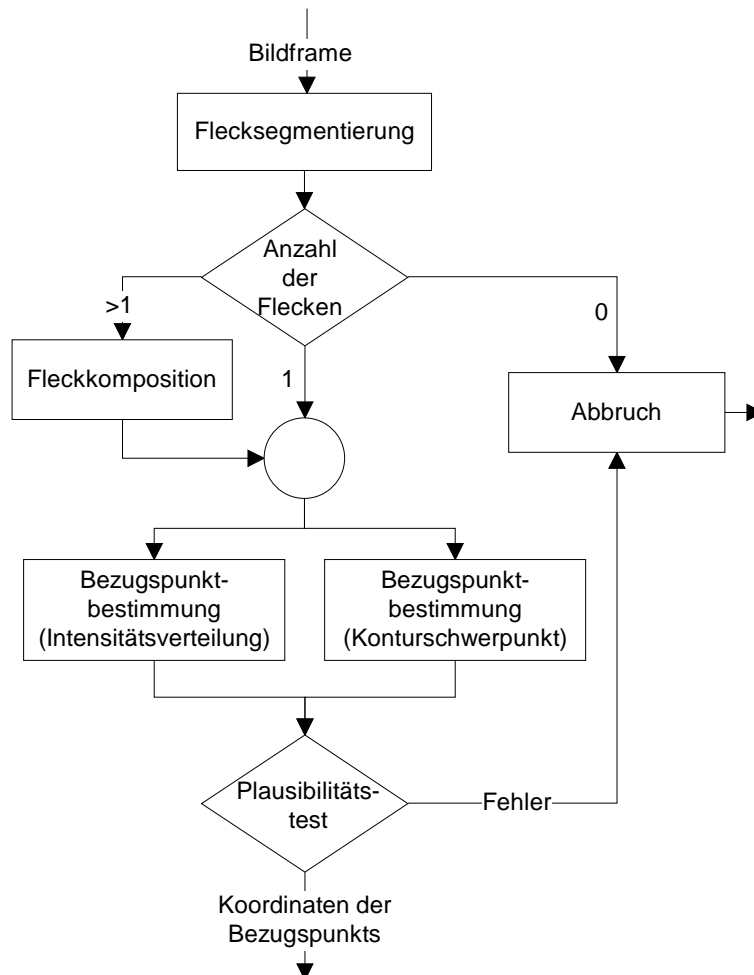 Bildframe
Flecksegmentierung
Anzahl
der
Flecken
>1
0
1
Fleckkomposition
Abbruch
Bezugspunkt-
bestimmung
(Intensitätsverteilung)
Bezugspunkt-
bestimmung
(Konturschwerpunkt)
Plausibilitäts-
test
Fehler
Koordinaten der
Bezugspunkts